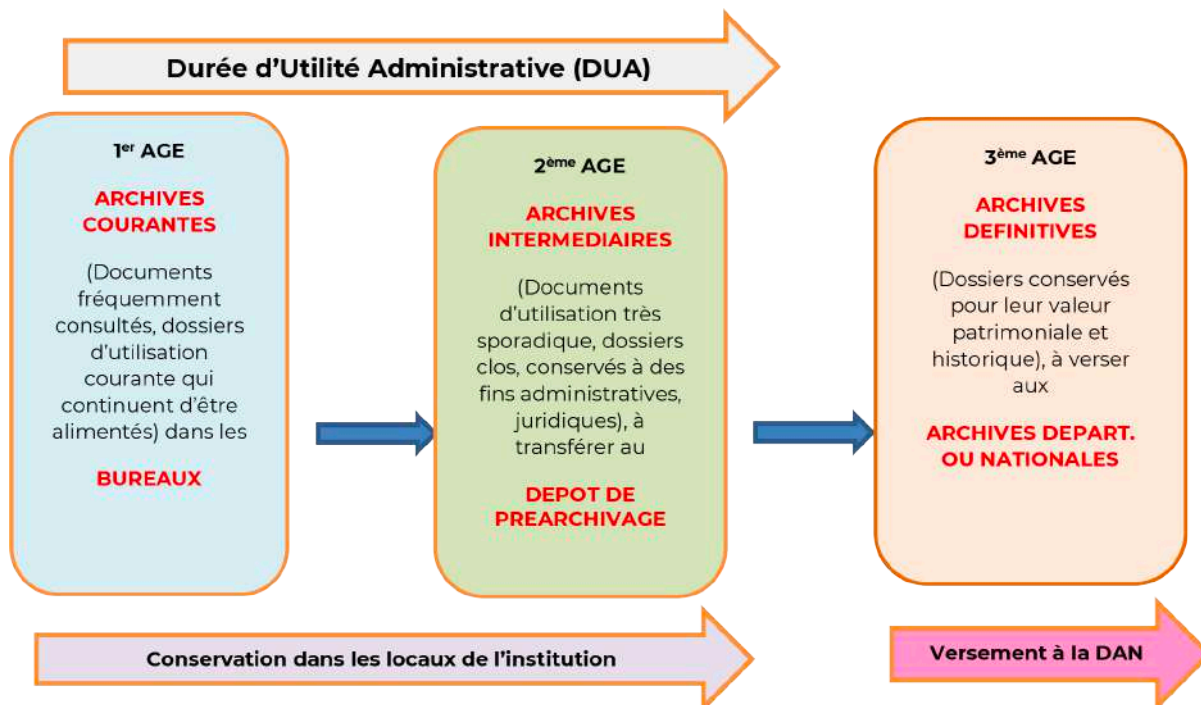 Durée d’Utilité Administrative (DUA)
1er AGE
ARCHIVES
COURANTES
(Documents
fréquemment
consultés, dossiers
d’utilisation
courante qui
continuent d’être
alimentés) dans les
BUREAUX
2ème AGE
ARCHIVES
INTERMEDIAIRES
(Documents
d’utilisation très
sporadique, dossiers
clos, conservés à des
fins administratives,
juridiques), à
transférer au
DEPOT DE
PREARCHIVAGE
3ème AGE
ARCHIVES
DEFINITIVES
(Dossiers conservés
pour leur valeur
patrimoniale et
historique), à verser
aux
ARCHIVES DEPART.
OU NATIONALES
Conservation dans les locaux de l’institution
Versement à la DAN